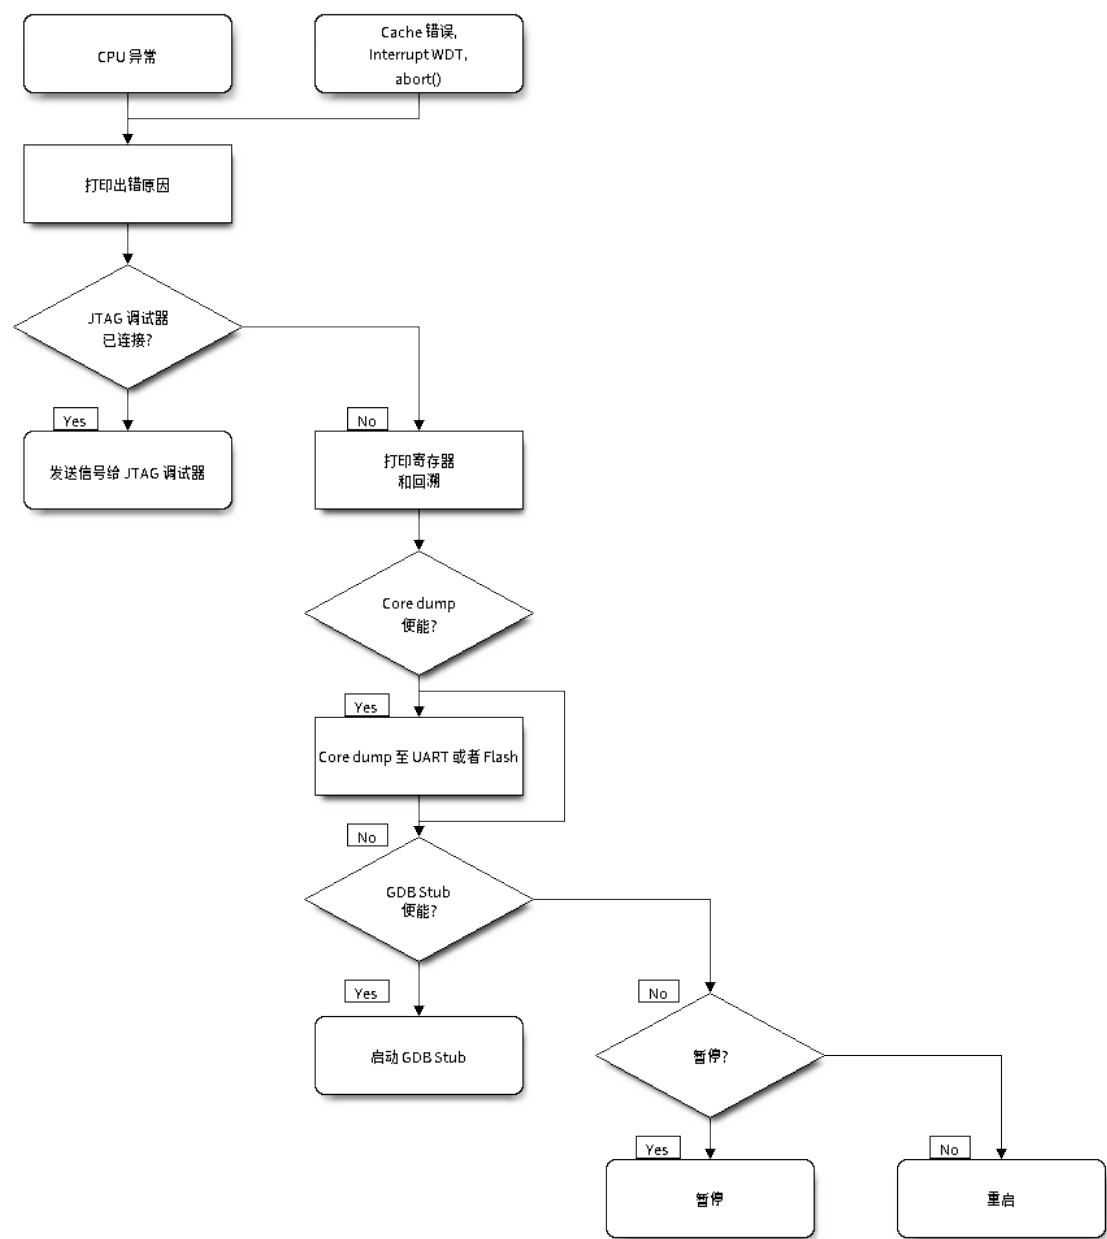 CPU 异常
Cache 错误,
Interrupt WDT,
abort()
打印出错原因
JTAG 调试器
已连接?
Yes
No
发送信号给 JTAG 调试器
打印寄存器
和回溯
Core dump
便能?
Yes
Core dump 至 UART 或者 Flash
No
GDB Stub
便能?
Yes
No
启动 GDB Stub
暂停?
Yes
No
暂停
重启